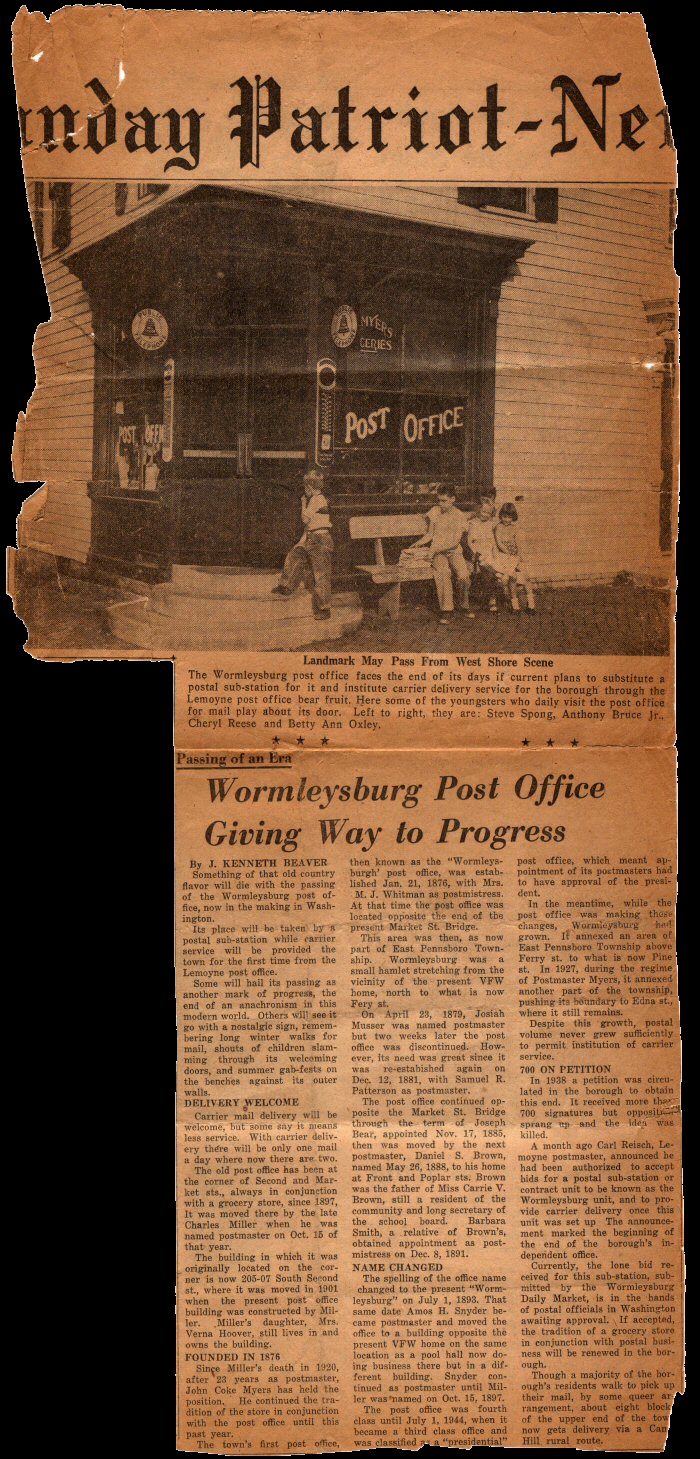 unday Patriot-Ne
PUBLIC
TELEPHONE
MYERS
CERIES
POST OFFI
POST OFFICE
Landmark May Pass From West Shore Scene
The Wormleysburg post office faces the end of its days if current plans to substitute a
postal sub-station for it and institute carrier delivery service for the borough through the
Lemoyne post office bear fruit. Here some of the youngsters who daily visit the post office
for mail play about its door. Left to right, they are: Steve Spong, Anthony Bruce Jr.,
Cheryl Reese and Betty Ann Oxley.
★ ★ ★ ★ ★ ★
Passing of an Era
Wormleysburg Post Office
Giving Way to Progress
By J. KENNETH BEAVER
Something of that old country
flavor will die with the passing
of the Wormleysburg post of-
fice, now in the making in Wash-
ington.
Its place will be taken by a
postal sub-station while carrier
service will be provided the
town for the first time from the
Lemoyne post office.
Some will hail its passing as
another mark of progress, the
end of an anachronism in this
modern world. Others will see it
go with a nostalgic sign, remem-
bering long winter walks for
mail, shouts of children slam-
ming through its welcoming
doors, and summer gab-fests on
the benches against its outer
walls.
DELIVERY WELCOME
Carrier mail delivery will be
welcome, but some say it means
less service. With carrier deliv-
ery there will be only one mail
a day where now there are two.
The old post office has been at
the corner of Second and Mar-
ket sts., always in conjunction
with a grocery store, since 1897.
It was moved there by the late
Charles Miller when he was
named postmaster on Oct. 15 of
that year.
The building in which it was
originally located on the cor-
ner is now 205-07 South Second
st., where it was moved in 1901
when the present post office
building was constructed by Mil-
ler. Miller's daughter, Mrs.
Verna Hoover, still lives in and
owns the building.
FOUNDED IN 1876
Since Miller's death in 1920,
after 23 years as postmaster,
John Coke Myers has held the
position. He continued the tra-
dition of the store in conjunction
with the post office until this
past year.
The town's first post office,
then known as the "Wormleys-
burgh' post office, was estab-
lished Jan. 21, 1876, with Mrs.
M. J. Whitman as postmistress.
At that time the post office was
located opposite the end of the
present Market St. Bridge.
This area was then, as now
part of East Pennsboro Town-
ship. Wormleysburg was a
small hamlet stretching from the
vicinity of the present VFW
home, north to what is now
Fery st.
On April 23, 1879, Josiah
Musser was named postmaster
but two weeks later the post
office was discontinued. How-
ever, its need was great since it
was re-established again on
Dec. 12, 1881, with Samuel R.
Patterson as postmaster.
The post office continued op-
posite the Market St. Bridge
through the term of Joseph
Bear, appointed Nov. 17, 1885,
then was moved by the next
postmaster, Daniel S. Brown,
named May 26, 1888, to his home
at Front and Poplar sts. Brown
was the father of Miss Carrie V.
Brown, still a resident of the
community and long secretary of
the school board. Barbara
Smith, a relative of Brown's,
obtained appointment as post-
mistress on Dec. 8, 1891.
NAME CHANGED
The spelling of the office name
changed to the present "Worm-
leysburg" on July 1, 1893. That
same date Amos H. Snyder be-
came postmaster and moved the
office to a building opposite the
present VFW home on the same
location as a pool hall now do-
ing business there but in a dif-
ferent building. Snyder con-
tinued as postmaster until Mil-
ler was named on Oct. 15, 1897.
The post office was fourth
class until July 1, 1944, when it
became a third class office and
was classified as a "presidential"
post office, which meant ap-
pointment of its postmasters had
to have approval of the presi-
dent.
In the meantime, while the
post office was making those
changes, Wormleysburg had
grown. It annexed an area of
East Pennsboro Township above
Ferry st. to what is now Pine
st. In 1927, during the regime
of Postmaster Myers, it annexed
another part of the township,
pushing its boundary to Edna st.,
where it still remains.
Despite this growth, postal
volume never grew sufficiently
to permit institution of carrier
service.
700 ON PETITION
In 1938 a petition was circu-
lated in the borough to obtain
this end. It received more than
700 signatures but opposition
sprang up and the idea was
killed.
A month ago Carl Reisch, Le-
moyne postmaster, announced he
had been authorized to accept
bids for a postal sub-station or
contract unit to be known as the
Wormleysburg unit, and to pro-
vide carrier delivery once this
unit was set up The announce-
ment marked the beginning of
the end of the borough's in-
dependent office.
Currently, the lone bid re-
ceived for this sub-station, sub-
mitted by the Wormleysburg
Daily Market, is in the hands
of postal officials in Washington
awaiting approval. If accepted,
the tradition of a grocery store
in conjunction with postal busi-
ness will be renewed in the bor-
ough.
Though a majority of the bor-
ough's residents walk to pick up
their mail, by some queer ar-
rangement, about eight block
of the upper end of the tow
now gets delivery via a Cam
Hill rural route.